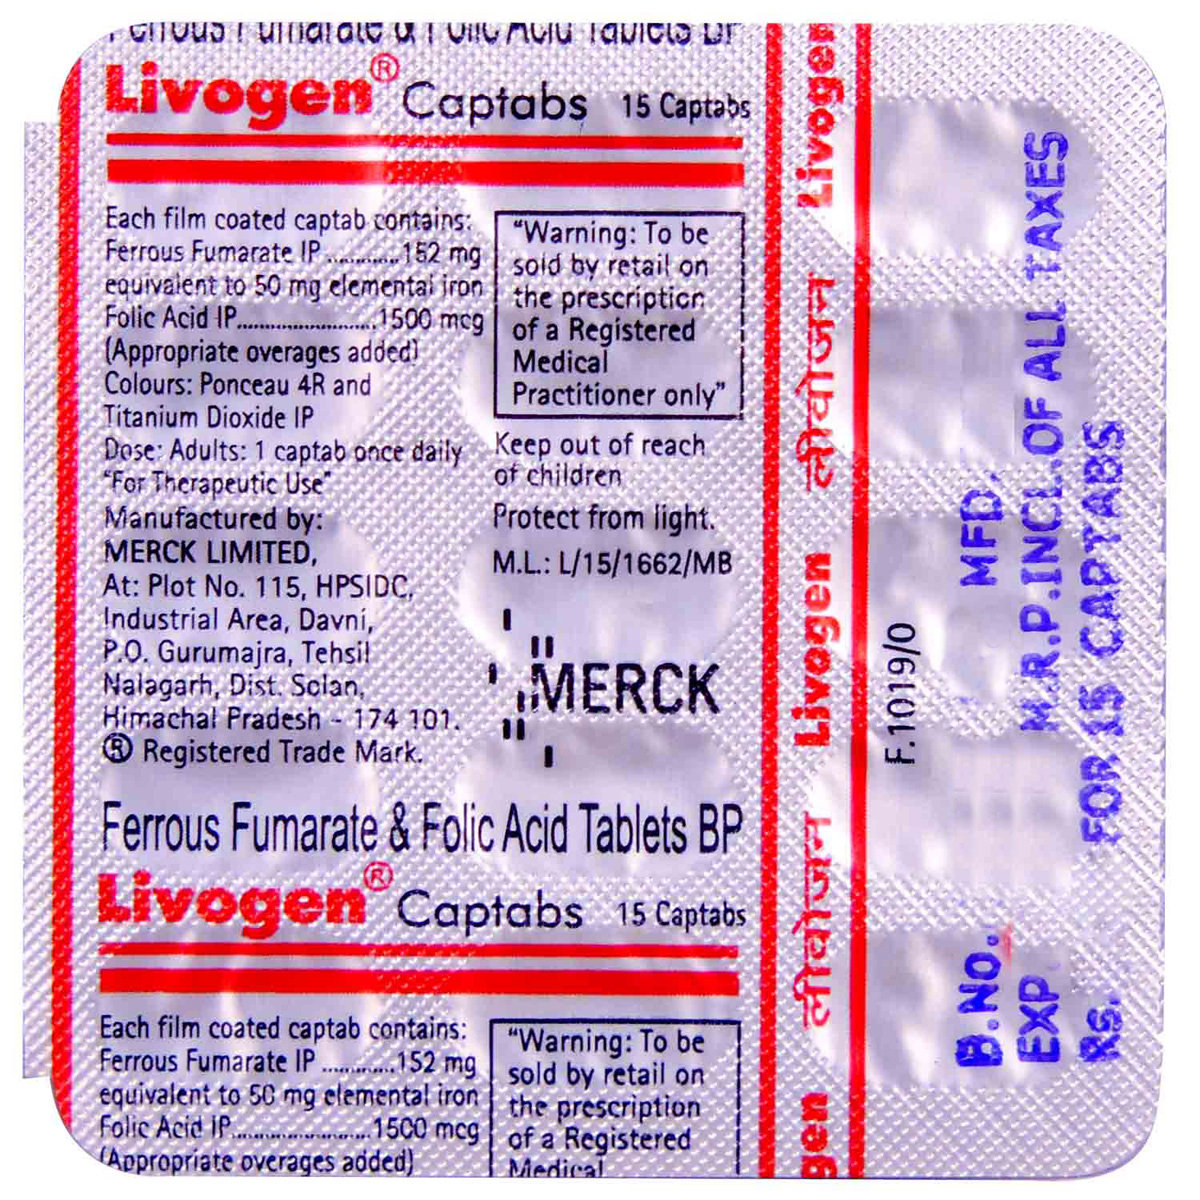 Ferrous Fumarate & Folic Acid Tablets BP
Livogen® Captabs 15 Captabs
Each film coated captab contains:
Ferrous Fumarate IP ............152 mg
equivalent to 50 mg elemental iron
Folic Acid IP........................1500 mcg
(Appropriate overages added)
Colours: Ponceau 4R and
Titanium Dioxide IP
Dose: Adults: 1 captab once daily
"For Therapeutic Use"
Manufactured by:
MERCK LIMITED,
At: Plot No. 115, HPSIDC,
Industrial Area, Davni,
P.O. Gurumajra, Tehsil
Nalagarh, Dist. Solan,
Himachal Pradesh - 174 101.
® Registered Trade Mark.
"Warning: To be
sold by retail on
the prescription
of a Registered
Medical
Practitioner only"
Keep out of reach
of children
Protect from light.
M.L.: L/15/1662/MB
MERCK
Ferrous Fumarate & Folic Acid Tablets BP
Livogen® Captabs 15 Captabs
Each film coated captab contains:
Ferrous Fumarate IP ............152 mg
equivalent to 50 mg elemental iron
Folic Acid IP.......................1500 mcg
(Appropriate overages added)
"Warning: To be
sold by retail on
the prescription
of a Registered
Medical
gen लीवोजन Livogen लीवोजन Livogen
F.1019/0
B.NO. MFD.
EXP M.R.P.INCL.OF ALL TAXES
Rs. FOR 15 CAPTABS